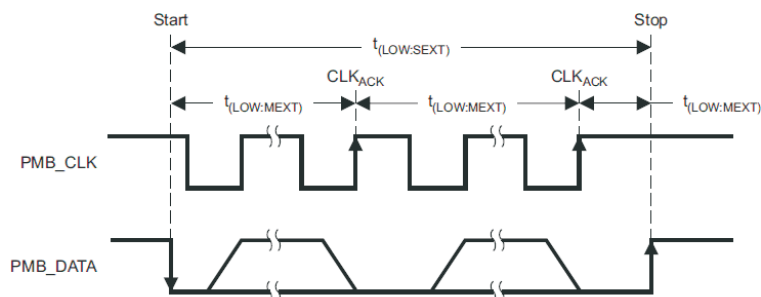 Start Stop
t(LOW:SEXT)
CLKACK CLKACK
t(LOW:MEXT) t(LOW:MEXT) t(LOW:MEXT)
PMB_CLK
PMB_DATA